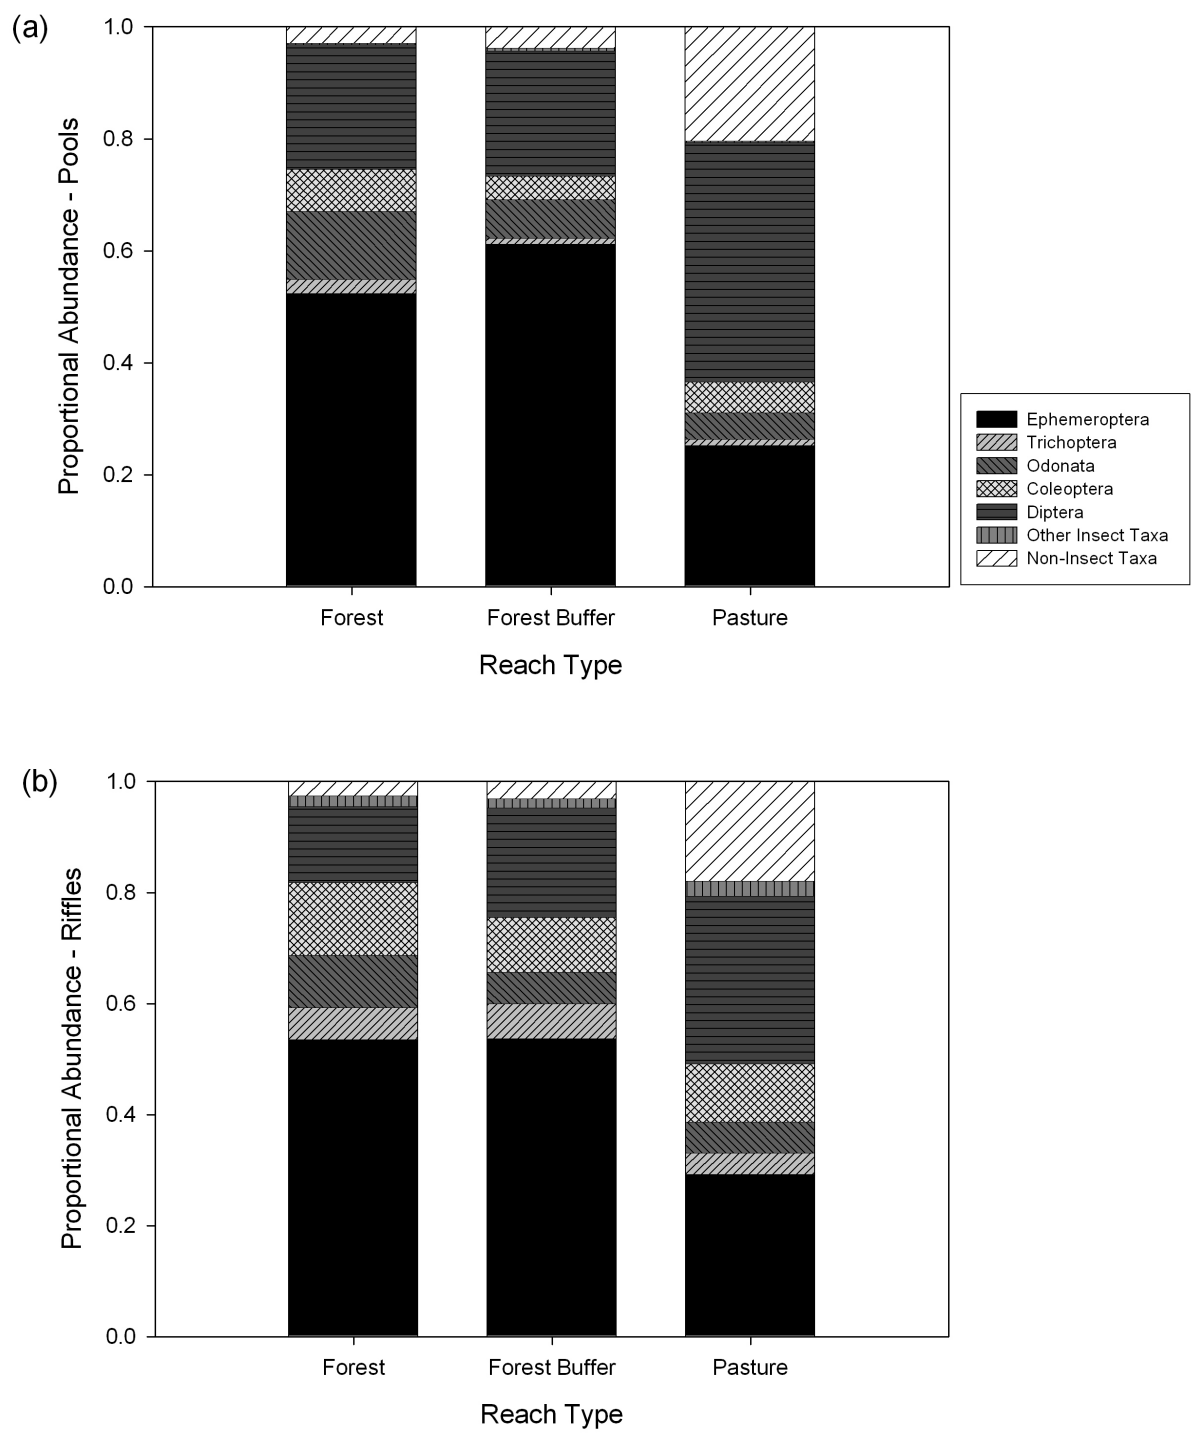 (a)
Proportional Abundance - Pools
1.0
0.8
0.6
0.4
0.2
0.0
Forest
Forest Buffer
Pasture
Reach Type
Ephemeroptera
Trichoptera
Odonata
Coleoptera
Diptera
Other Insect Taxa
Non-Insect Taxa
(b)
Proportional Abundance - Riffles
1.0
0.8
0.6
0.4
0.2
0.0
Forest
Forest Buffer
Pasture
Reach Type